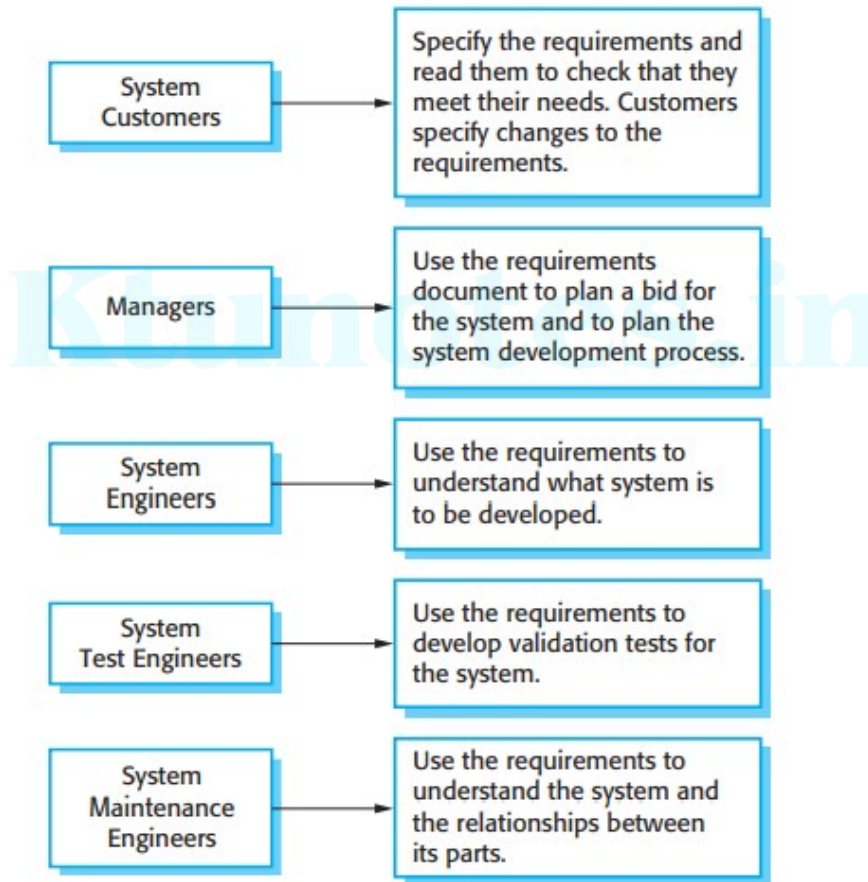 System
Customers
Specify the requirements and
read them to check that they
meet their needs. Customers
specify changes to the
requirements.
Managers
Use the requirements
document to plan a bid for
the system and to plan the
system development process.
System
Engineers
Use the requirements to
understand what system is
to be developed.
System
Test Engineers
Use the requirements to
develop validation tests for
the system.
System
Maintenance
Engineers
Use the requirements to
understand the system and
the relationships between
its parts.
Ktunotes.in